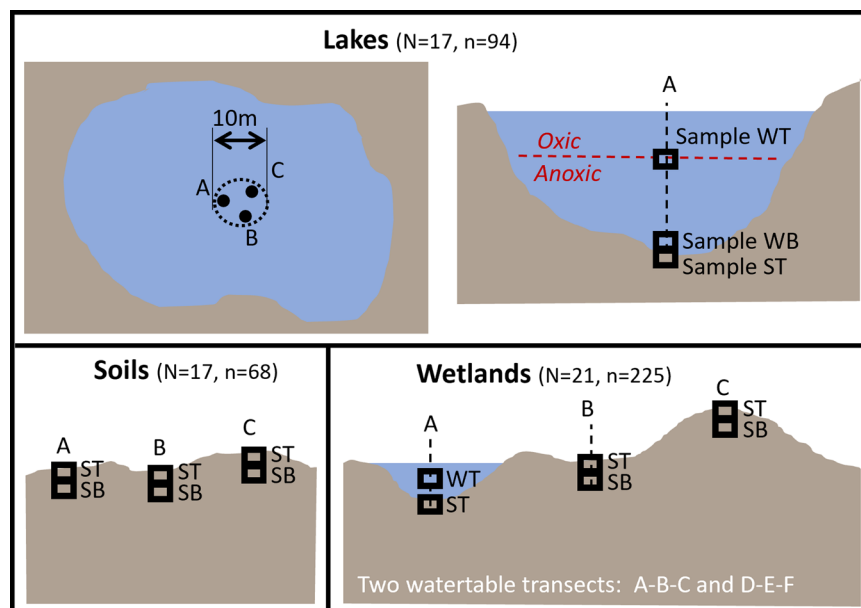 Lakes (N=17, n=94)
10m
A
C
B
A
Sample WT
Oxic
Anoxic
Sample WB
Sample ST
Soils (N=17, n=68)
A
ST
SB
B
ST
SB
C
ST
SB
Wetlands (N=21, n=225)
A
WT
ST
B
ST
SB
C
ST
SB
Two watertable transects: A-B-C and D-E-F